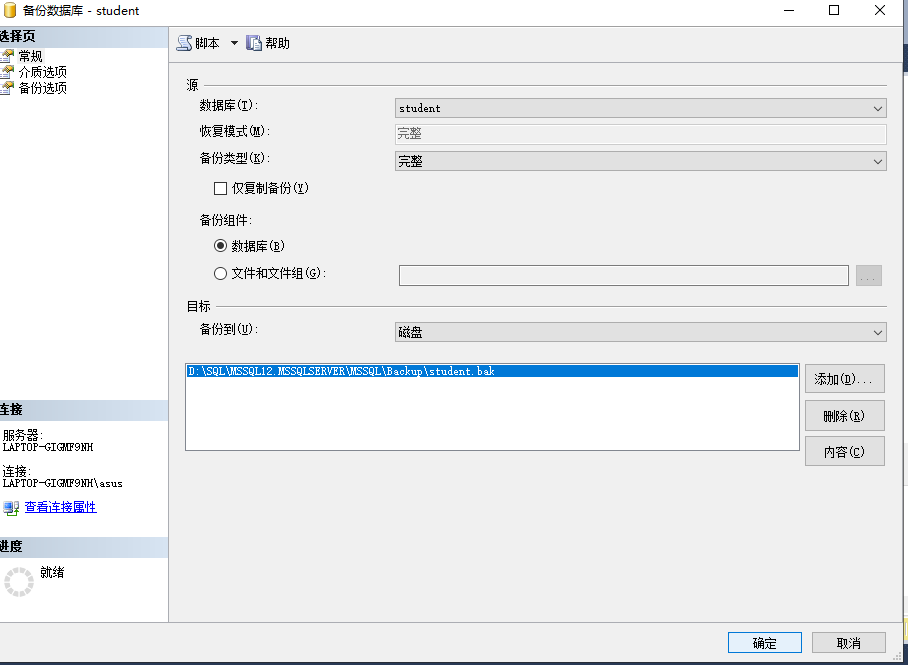 备份数据库 - student
选择页
常规
介质选项
备份选项
脚本
帮助
源
数据库(T):
student
恢复模式(M):
完整
备份类型(K):
完整
仅复制备份(Y)
备份组件:
数据库(B)
文件和文件组(G):
...
目标
备份到(U):
磁盘
D:\SQL\MSSQL12.MSSQLSERVER\MSSQL\Backup\student.bak
添加(D)...
删除(R)
内容(C)
连接
服务器:
LAPTOP-GIGMF9NH
连接:
LAPTOP-GIGMF9NH\asus
查看连接属性
进度
就绪
确定
取消